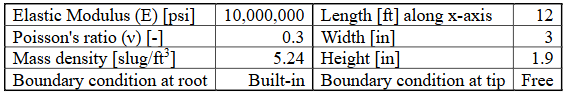 Elastic Modulus (E) [psi] 10,000,000 Length [ft] along x-axis 12
Poisson's ratio (ν) [-] 0.3 Width [in] 3
Mass density [slug/ft³] 5.24 Height [in] 1.9
Boundary condition at root Built-in Boundary condition at tip Free